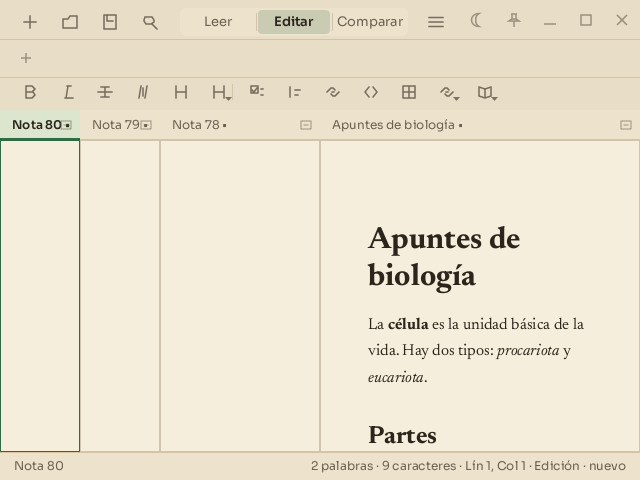 Leer Editar Comparar
Nota 80 Nota 79 Nota 78 • Apuntes de biología •
Apuntes de
biología
La célula es la unidad básica de la
vida. Hay dos tipos: procariota y
eucariota.
Partes
Nota 80 2 palabras · 9 caracteres · Lín 1, Col 1 · Edición · nuevo